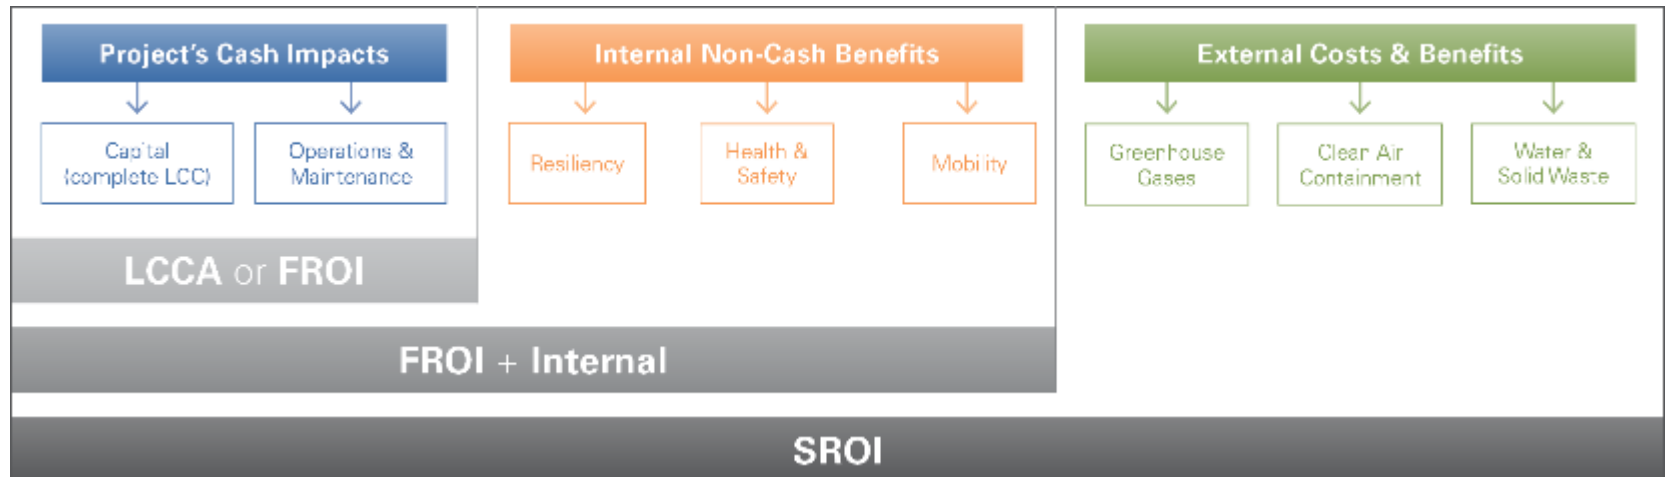 Project's Cash Impacts
Internal Non-Cash Benefits
External Costs & Benefits
Capital
(complete LCC)
Operations &
Maintenance
Resiliency
Health &
Safety
Mobility
Greenhouse
Gases
Clean Air
Containment
Water &
Solid Waste
LCCA or FROI
FROI + Internal
SROI